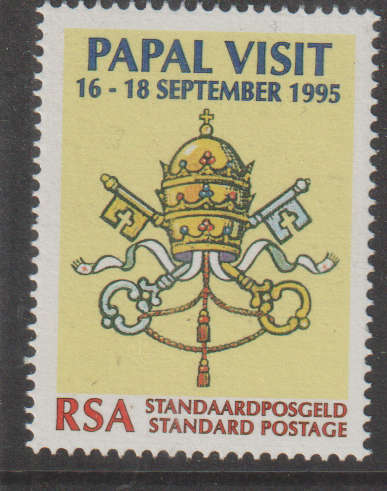 PAPAL VISIT
16 - 18 SEPTEMBER 1995
RSA STANDAARDPOSGELD
STANDARD POSTAGE